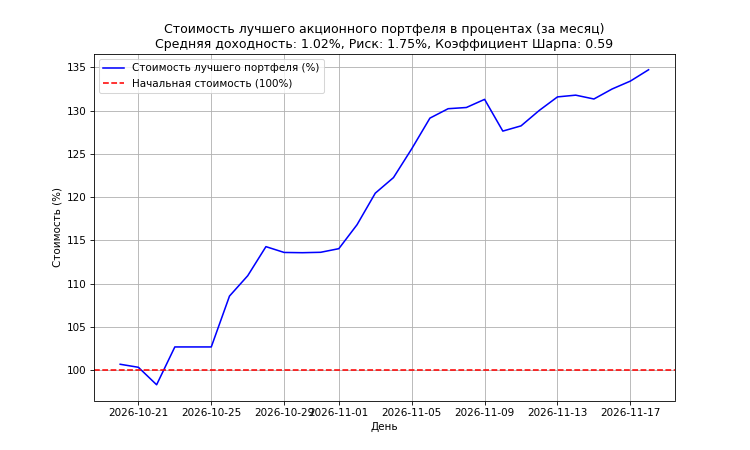 Стоимость лучшего акционного портфеля в процентах (за месяц)
Средняя доходность: 1.02%, Риск: 1.75%, Коэффициент Шарпа: 0.59
Стоимость лучшего портфеля (%)
Начальная стоимость (100%)
Стоимость (%)
135
130
125
120
115
110
105
100
2026-10-21
2026-10-25
2026-10-29
2026-11-01
2026-11-05
2026-11-09
2026-11-13
2026-11-17
День